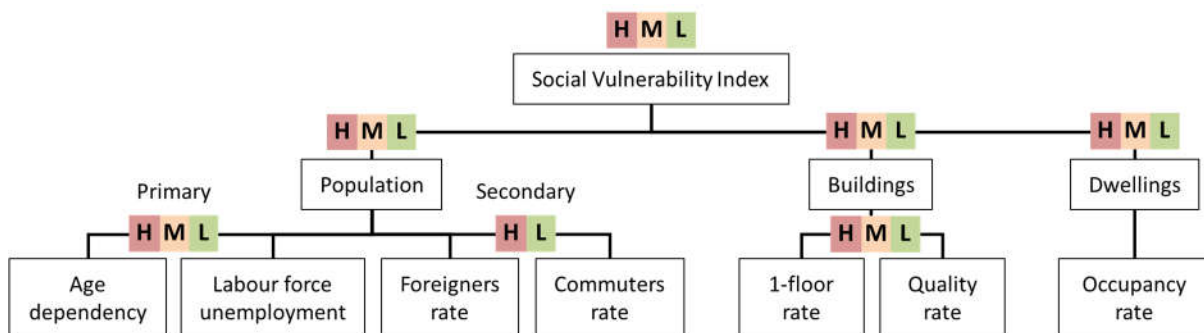 H M L
Social Vulnerability Index
H M L
H M L
H M L
Population
Buildings
Dwellings
Primary
Secondary
H M L
H L
H M L
Age
dependency
Labour force
unemployment
Foreigners
rate
Commuters
rate
1-floor
rate
Quality
rate
Occupancy
rate